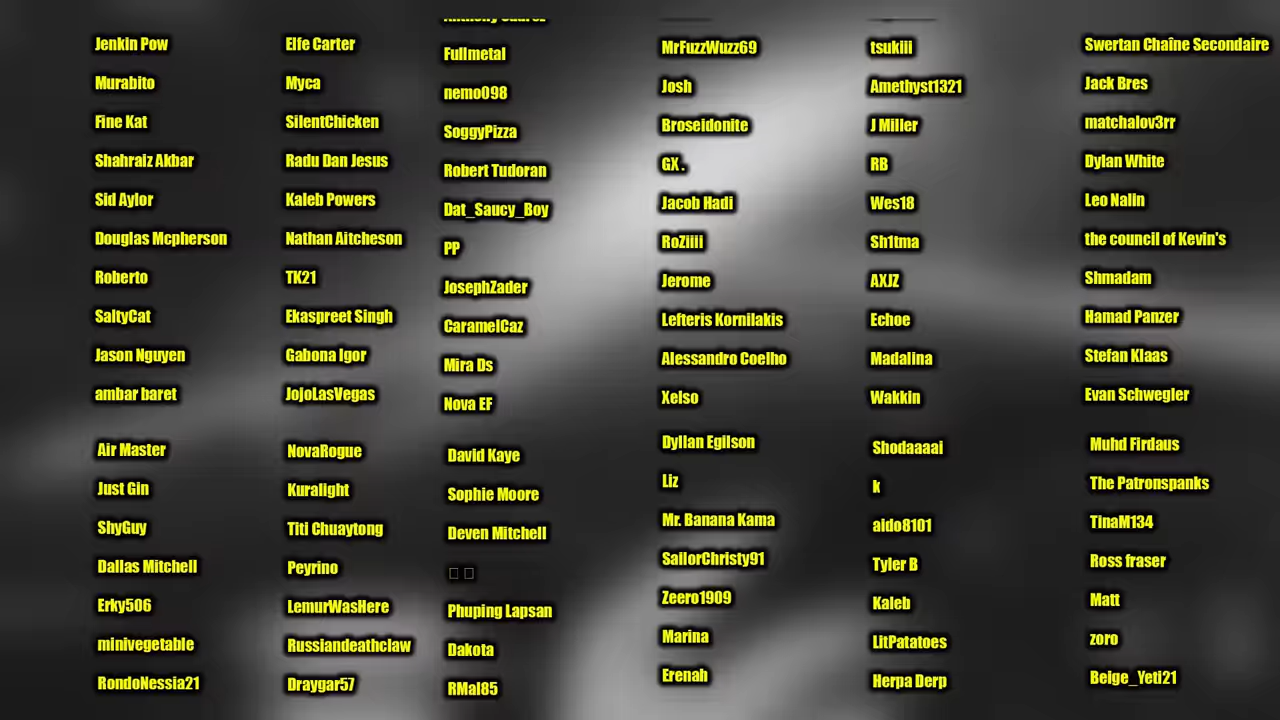 Jenkin Pow
Murabito
Fine Kat
Shahraiz Akbar
Sid Aylor
Douglas Mcpherson
Roberto
SaltyCat
Jason Nguyen
ambar baret
Air Master
Just Gin
ShyGuy
Dallas Mitchell
Erky506
minivegetable
RondoNessia21
Elfe Carter
Myca
SilentChicken
Radu Dan Jesus
Kaleb Powers
Nathan Aitcheson
TK21
Ekaspreet Singh
Gabona Igor
JojoLasVegas
NovaRogue
Kuralight
Titi Chuaytong
Peyrino
LemurWasHere
Russiandeathclaw
Draygar57
Fullmetal
nemo098
SoggyPizza
Robert Tudoran
Dat_Saucy_Boy
PP
JosephZader
CaramelCaz
Mira Ds
Nova EF
David Kaye
Sophie Moore
Deven Mitchell
Phuping Lapsan
Dakota
RMal85
MrFuzzWuzz69
Josh
Broseidonite
GX .
Jacob Hadi
RoZiiii
Jerome
Lefteris Kornilakis
Alessandro Coelho
Xelso
Dyllan Egilson
Liz
Mr. Banana Kama
SailorChristy91
Zeero1909
Marina
Erenah
tsukiii
Amethyst1321
J Miller
RB
Wes18
Sh1tma
AXJZ
Echoe
Madalina
Wakkin
Shodaaaai
k
aido8101
Tyler B
Kaleb
LitPatatoes
Herpa Derp
Swertan Chaîne Secondaire
Jack Bres
matchalov3rr
Dylan White
Leo Nalin
the council of Kevin's
Shmadam
Hamad Panzer
Stefan Klaas
Evan Schwegler
Muhd Firdaus
The Patronspanks
TinaM134
Ross fraser
Matt
zoro
Beige_Yeti21